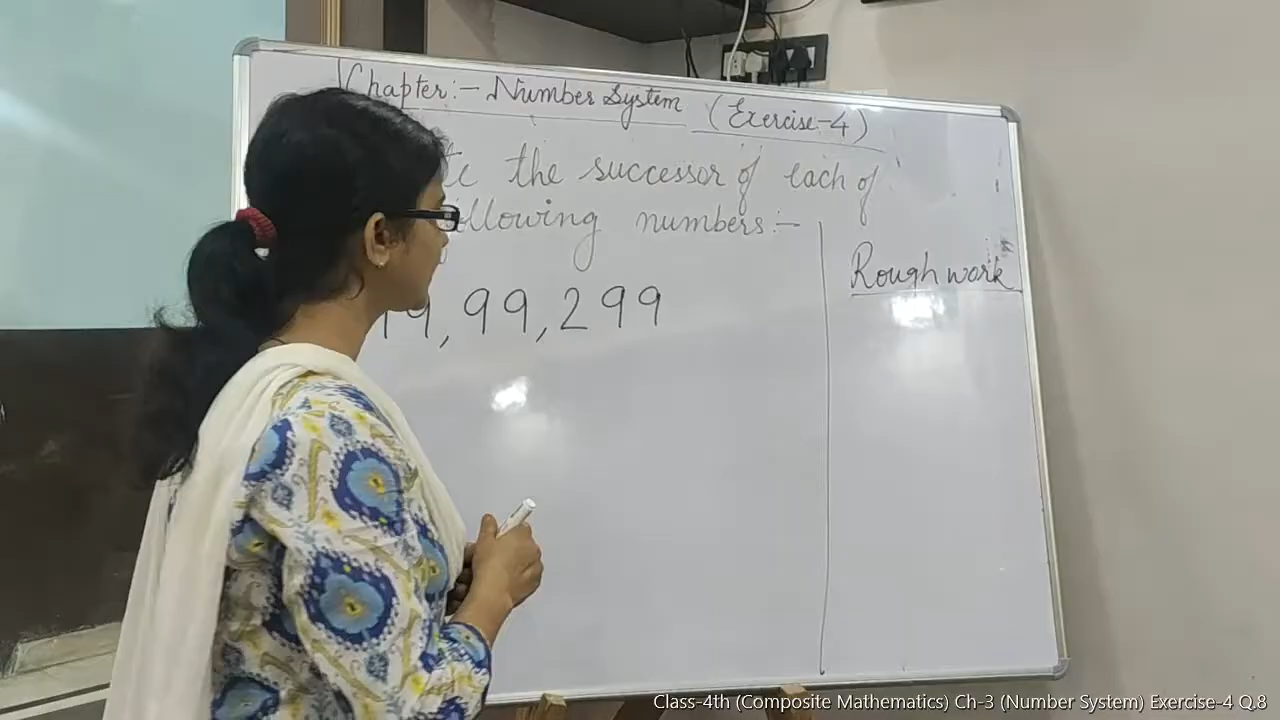 Chapter:- Number System (Exercise-4)
the successor of each of
following numbers:-
Rough work
99,299
Class-4th (Composite Mathematics) Ch-3 (Number System) Exercise-4 Q.8